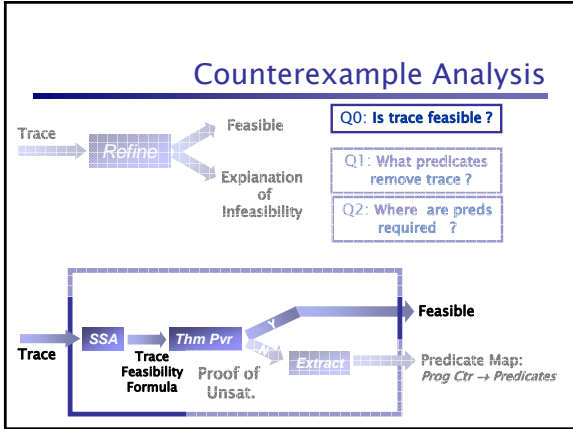 Counterexample Analysis
Trace
Refine
Feasible
Explanation
of
Infeasibility
Q0: Is trace feasible ?
Q1: What predicates
remove trace ?
Q2: Where are preds
required ?
Trace
SSA
Trace
Feasibility
Formula
Thm Pvr
Y
N
Proof of
Unsat.
Extract
Feasible
Predicate Map:
Prog Ctr → Predicates